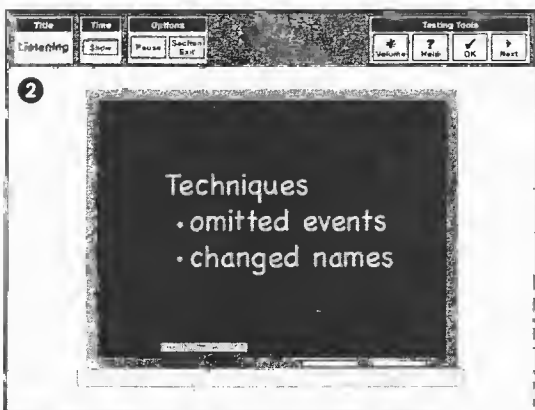 Title
Time
Options
Testing Tools
Listening
Show
Pause
Section Exit
Volume
Help
OK
Next
2
Techniques
• omitted events
• changed names